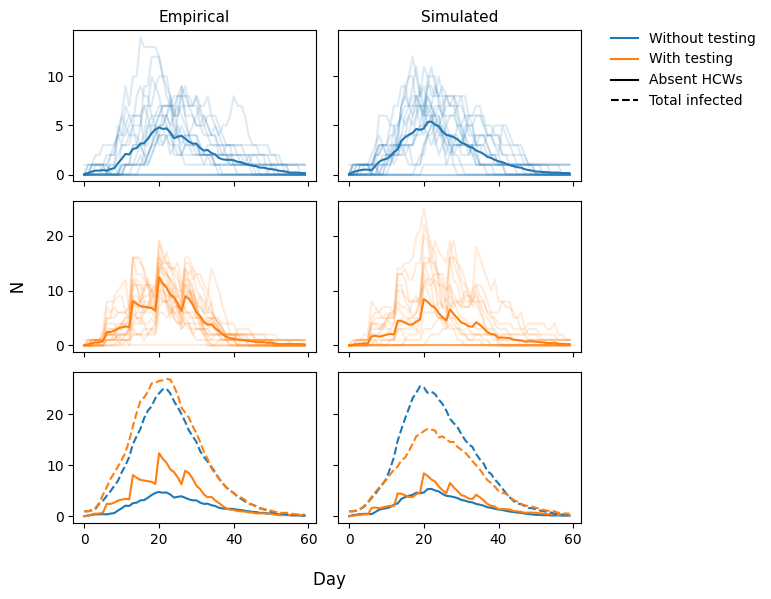 Empirical
Simulated
Without testing
With testing
Absent HCWs
Total infected
10
5
0
20
10
0
N
20
10
0
0
20
40
60
0
20
40
60
Day